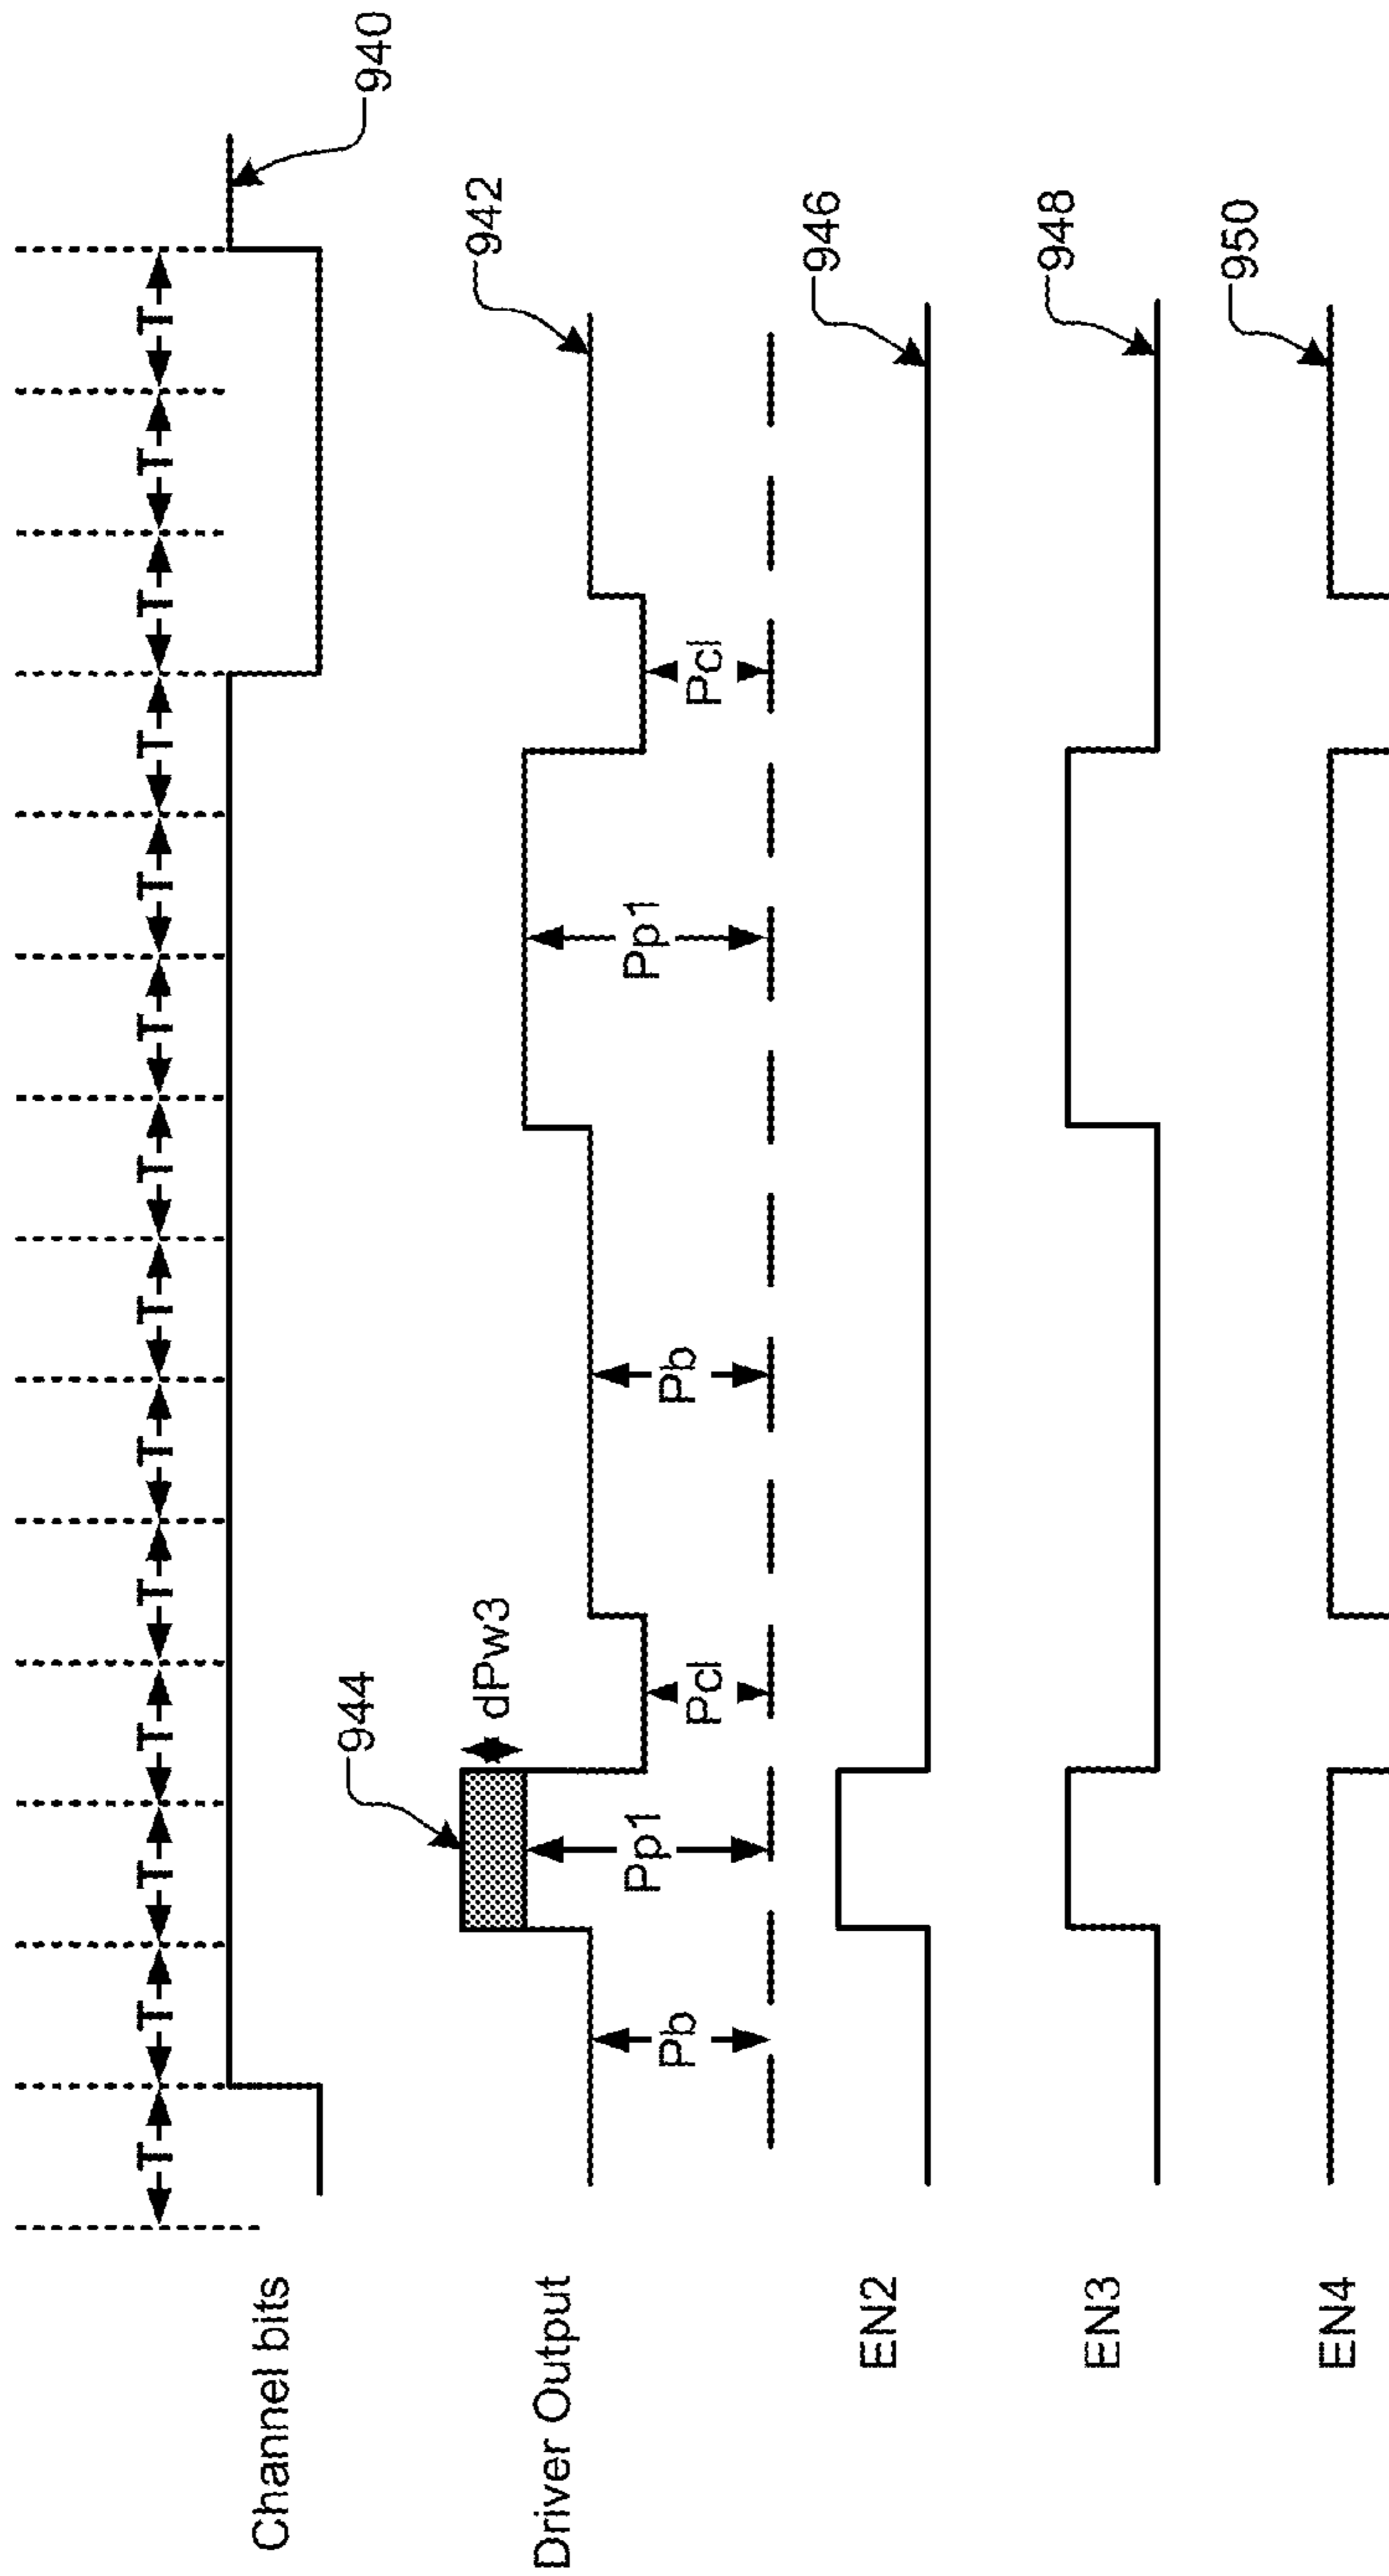 T T T T T T T T T T T T T T
Channel bits
940
944
dPw3
942
Driver Output
Pb Pp1 Pcl Pb Pp1 Pcl
946
EN2
948
EN3
950
EN4